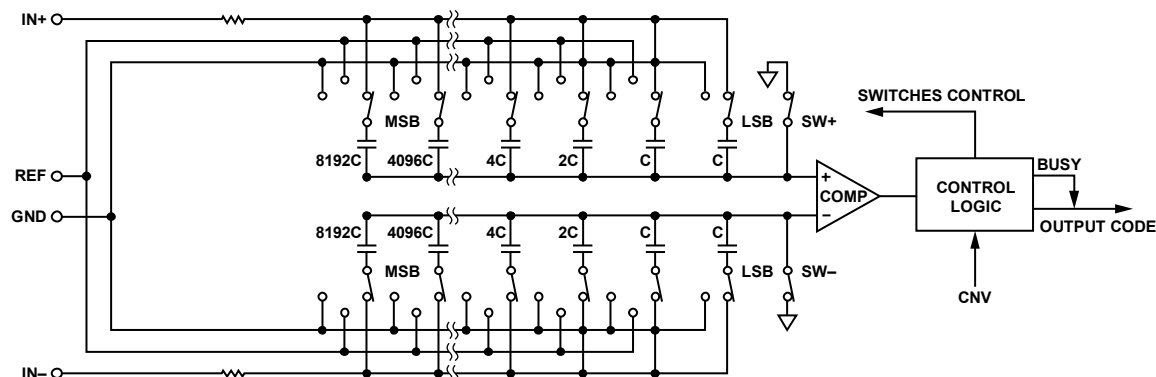 IN+
SWITCHES CONTROL
MSB
LSB
SW+
8192C
4096C
4C
2C
C
C
BUSY
REF
+
COMP
CONTROL
LOGIC
GND
–
OUTPUT CODE
8192C
4096C
4C
2C
C
C
MSB
LSB
SW–
CNV
IN–